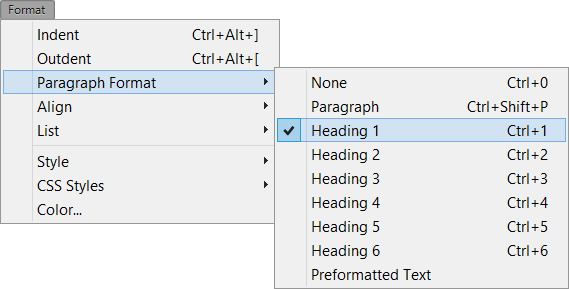 Format
Indent Ctrl+Alt+]
Outdent Ctrl+Alt+[
Paragraph Format
Align
List
Style
CSS Styles
Color...
None Ctrl+0
Paragraph Ctrl+Shift+P
Heading 1 Ctrl+1
Heading 2 Ctrl+2
Heading 3 Ctrl+3
Heading 4 Ctrl+4
Heading 5 Ctrl+5
Heading 6 Ctrl+6
Preformatted Text